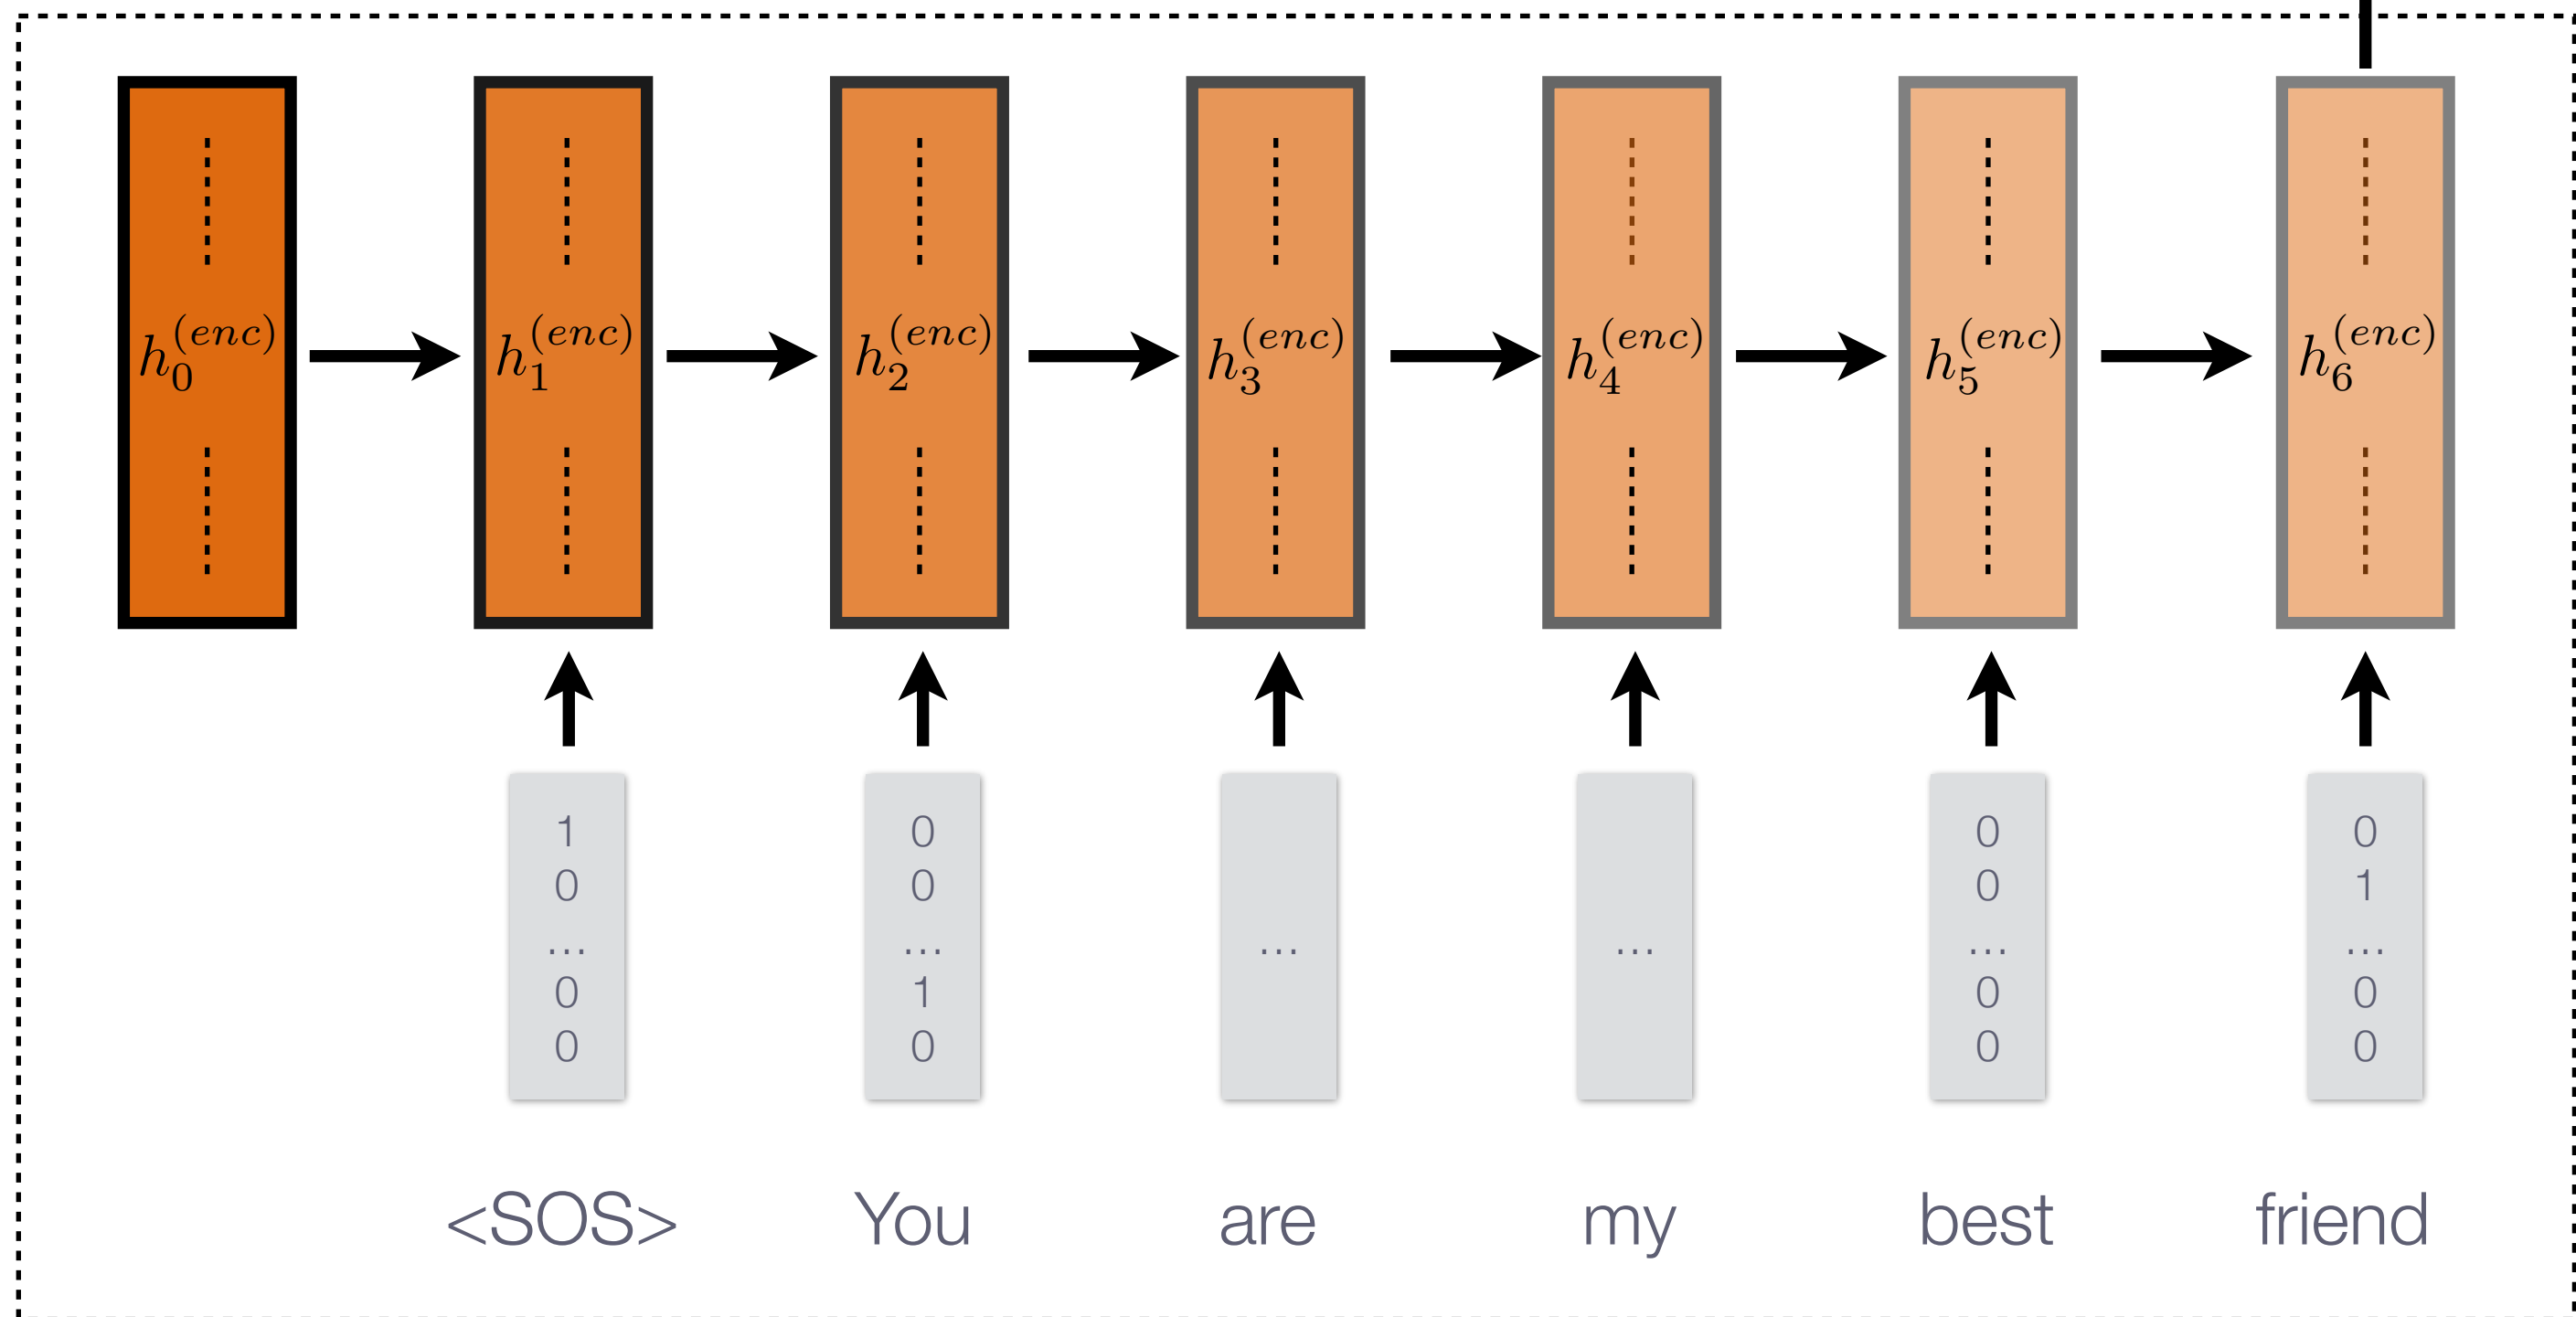 h_0^{(enc)} h_1^{(enc)} h_2^{(enc)} h_3^{(enc)} h_4^{(enc)} h_5^{(enc)} h_6^{(enc)}
1 0 0 0
0 0 0 1
... ... ... ... ... ...
0 1 0 0
0 0 0 0
<SOS> You are my best friend